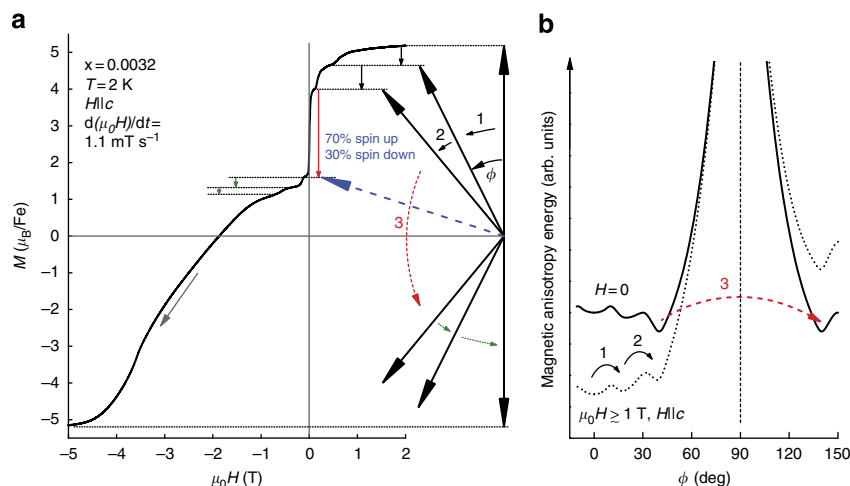 a
x = 0.0032
T = 2 K
H||c
d(μ₀H)/dt=
1.1 mT s⁻¹
70% spin up
30% spin down
1
2
3
ϕ
5
4
3
2
1
0
−1
−2
−3
−4
−5
M (μB/Fe)
−5 −4 −3 −2 −1 0 1 2
μ₀H (T)
b
Magnetic anisotropy energy (arb. units)
H = 0
3
1 2
μ₀H ≳ 1 T, H||c
0 30 60 90 120 150
ϕ (deg)